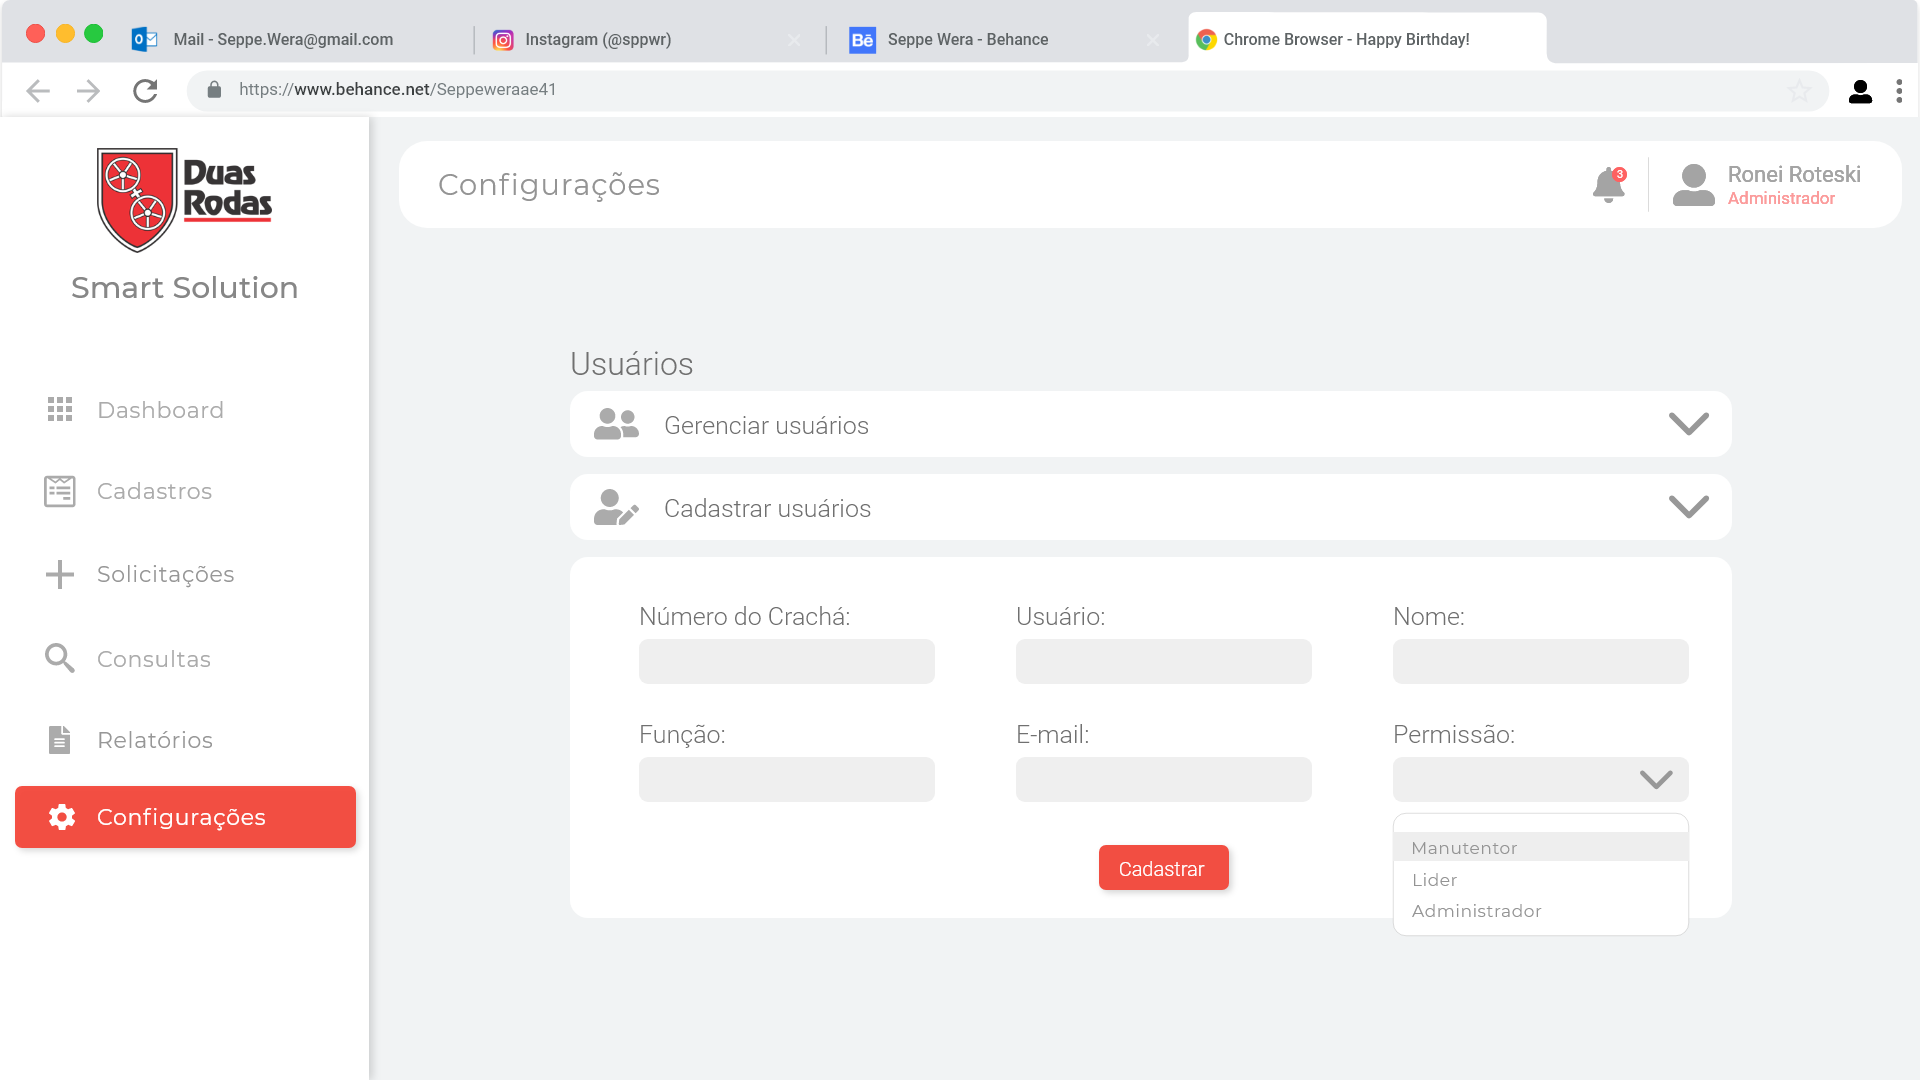 Mail - Seppe.Wera@gmail.com
Instagram (@sppwr)
Bē
Seppe Wera - Behance
Chrome Browser - Happy Birthday!
https://www.behance.net/Seppeweraae41
Duas
Rodas
Smart Solution
Dashboard
Cadastros
Solicitações
Consultas
Relatórios
Configurações
Configurações
3
Ronei Roteski
Administrador
Usuários
Gerenciar usuários
Cadastrar usuários
Número do Crachá:
Usuário:
Nome:
Função:
E-mail:
Permissão:
Manutentor
Lider
Administrador
Cadastrar